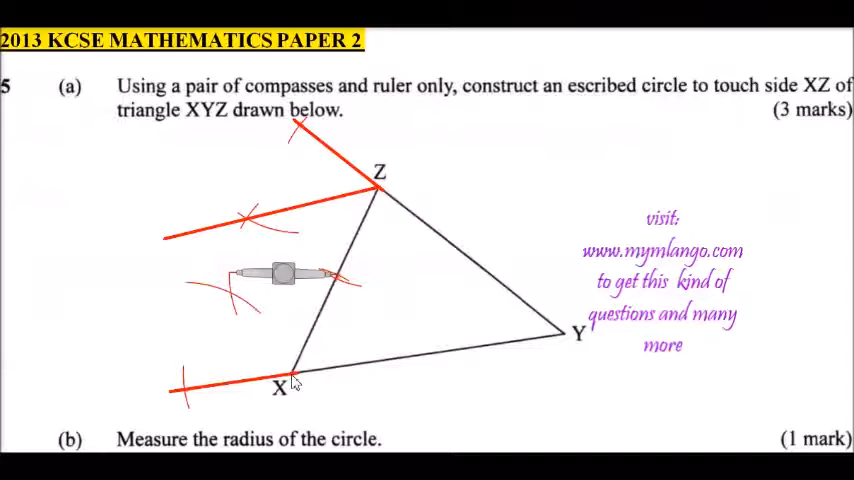 2013 KCSE MATHEMATICS PAPER 2
5 (a) Using a pair of compasses and ruler only, construct an escribed circle to touch side XZ of
triangle XYZ drawn below. (3 marks)
Z
visit:
www.mymlango.com
to get this kind of
questions and many
more
Y
X
(b) Measure the radius of the circle. (1 mark)